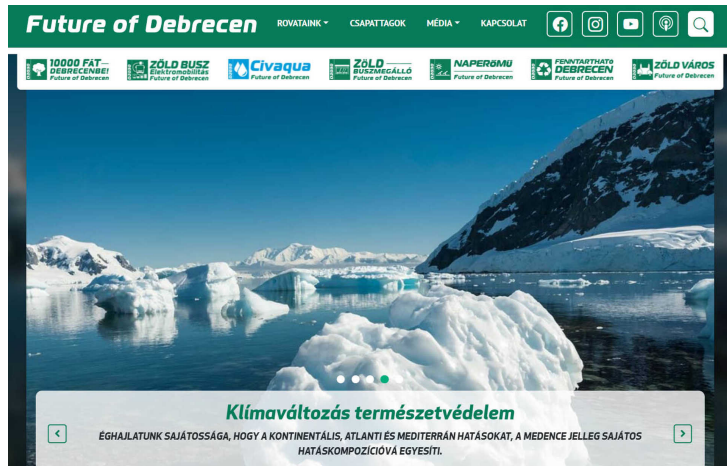 Future of Debrecen
ROVATAINK
CSAPATTAGOK
MÉDIA
KAPCSOLAT
10000 FÁT—
DEBRECENBE!
Future of Debrecen
ZÖLD BUSZ
Elektromobilitás
Future of Debrecen
Civaqua
Future of Debrecen
ZÖLD
BUSZMEGÁLLÓ
Future of Debrecen
NAPERŐMŰ
Future of Debrecen
FENNTARTHATÓ
DEBRECEN
Future of Debrecen
ZÖLD VÁROS
Future of Debrecen
Klímaváltozás természetvédelem
ÉGHAJLATUNK SAJÁTOSSÁGA, HOGY A KONTINENTÁLIS, ATLANTI ÉS MEDITERRÁN HATÁSOKAT, A MEDENCE JELLEG SAJÁTOS
HATÁSKOMPOZÍCIÓVÁ EGYESÍTI.